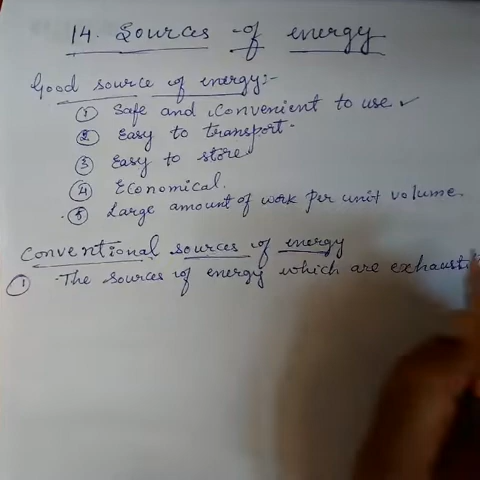 14. Sources of energy
Good source of energy:-
① Safe and Convenient to use ✓
② Easy to transport.
③ Easy to store
④ Economical.
⑤ Large amount of work per unit volume.
Conventional sources of energy
① The sources of energy which are